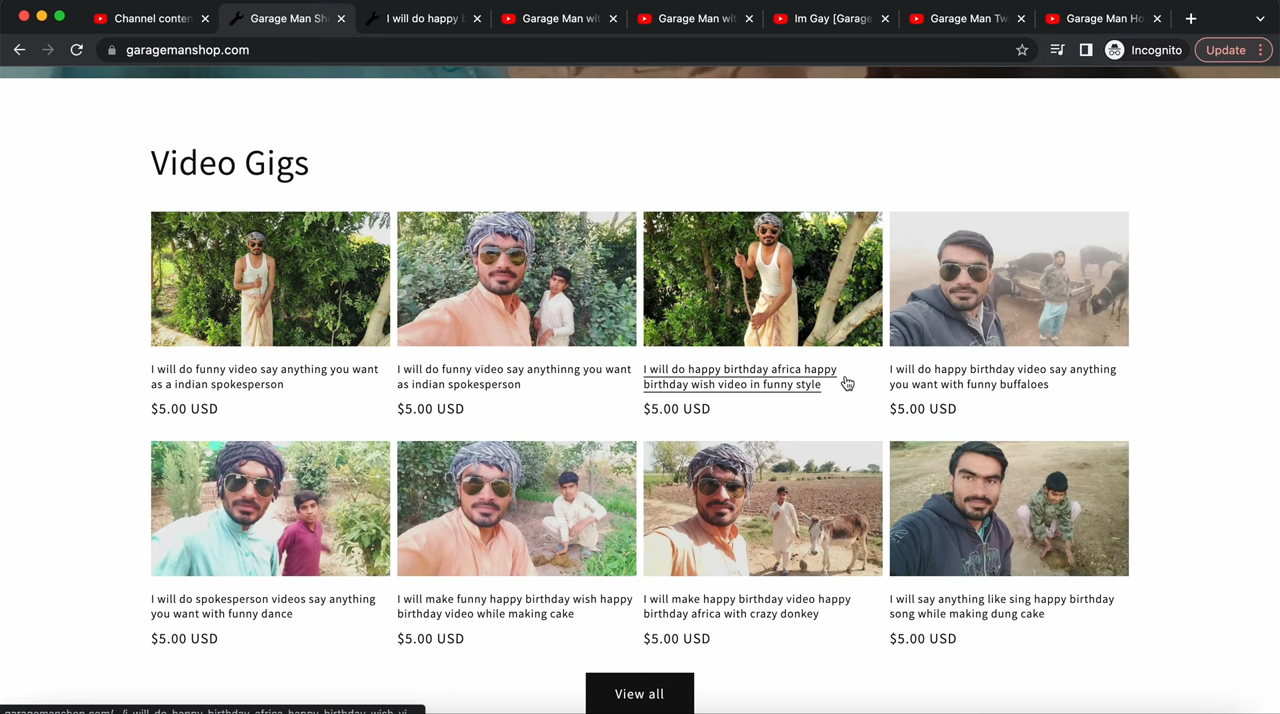 Channel conten
Garage Man Sh
I will do happy b
Garage Man wit
Garage Man wit
Im Gay [Garage
Garage Man Tw
Garage Man Ho
garagemanshop.com
Incognito
Update
Video Gigs
I will do funny video say anything you want
as a indian spokesperson
$5.00 USD
I will do funny video say anythinng you want
as indian spokesperson
$5.00 USD
I will do happy birthday africa happy
birthday wish video in funny style
$5.00 USD
I will do happy birthday video say anything
you want with funny buffaloes
$5.00 USD
I will do spokesperson videos say anything
you want with funny dance
$5.00 USD
I will make funny happy birthday wish happy
birthday video while making cake
$5.00 USD
I will make happy birthday video happy
birthday africa with crazy donkey
$5.00 USD
I will say anything like sing happy birthday
song while making dung cake
$5.00 USD
View all